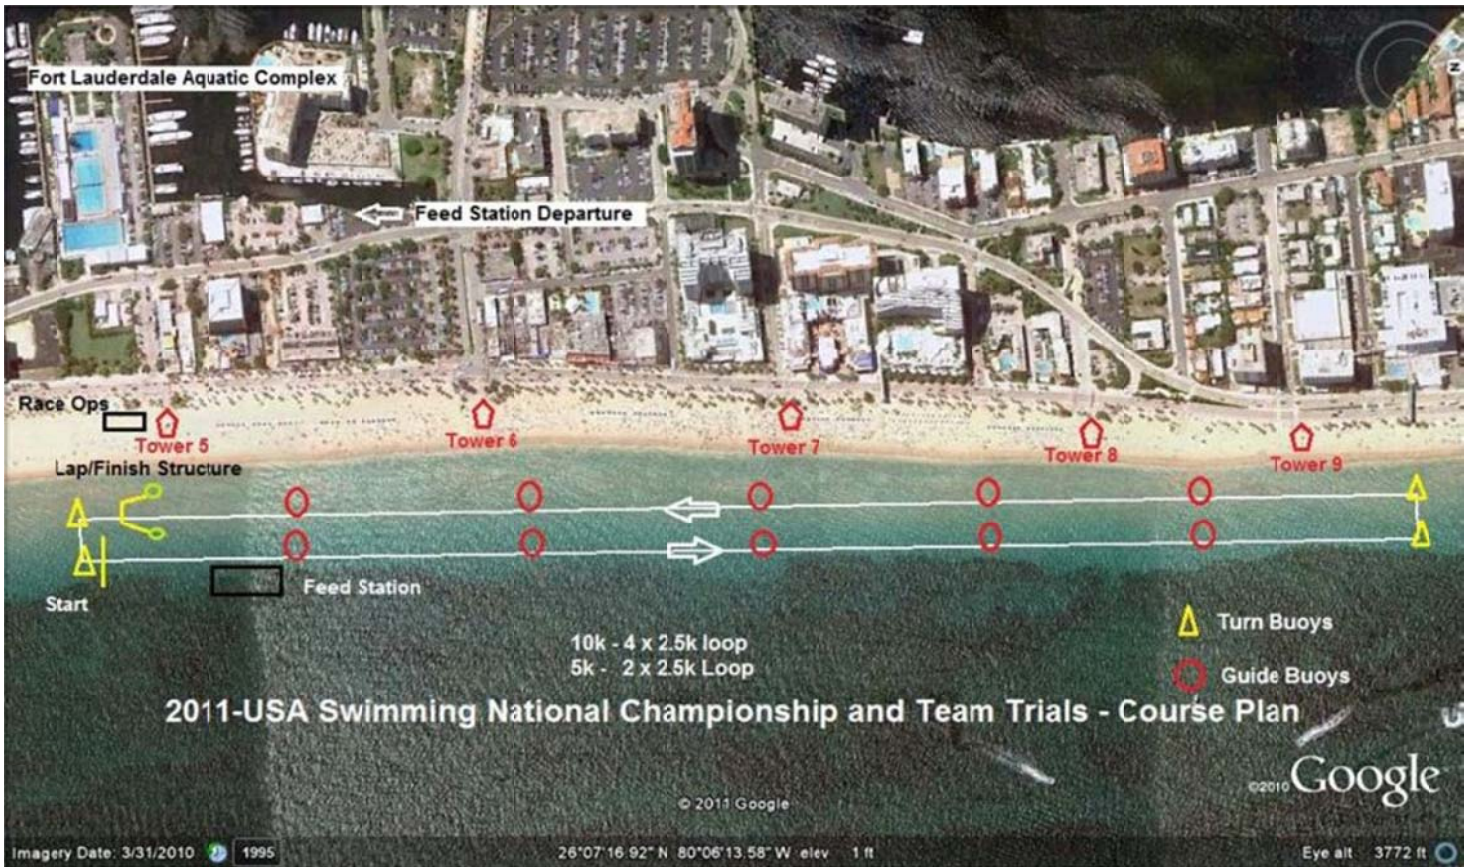 Fort Lauderdale Aquatic Complex
N
Feed Station Departure
Race Ops
Tower 5
Tower 6
Tower 7
Tower 8
Tower 9
Lap/Finish Structure
Start
Feed Station
Turn Buoys
10k - 4 x 2.5k loop
5k - 2 x 2.5k Loop
Guide Buoys
2011-USA Swimming National Championship and Team Trials - Course Plan
©2010 Google
© 2011 Google
Imagery Date: 3/31/2010 1995 26°07'16.92" N 80°06'13.58" W elev 1 ft Eye alt 3772 ft